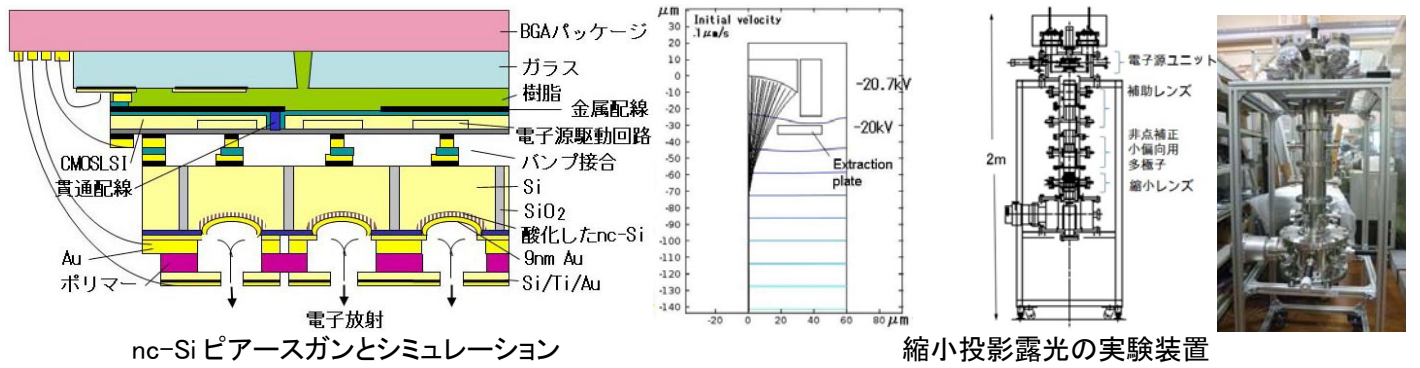 BGAパッケージ
ガラス
樹脂
金属配線
電子源駆動回路
バンプ接合
CMOSLSI
貫通配線
Si
SiO₂
酸化したnc-Si
9nm Au
Au
ポリマー
Si/Ti/Au
電子放射
nc-Si ピアースガンとシミュレーション
μm
Initial velocity
.1μm/s
30
20
10
0
-10
-20
-30
-40
-50
-60
-70
-80
-90
-100
-110
-120
-130
-140
-20.7kV
-20kV
Extraction
plate
-20
0
20
40
60
μm
2m
電子源ユニット
補助レンズ
非点補正
小偏向用
多極子
縮小レンズ
縮小投影露光の実験装置